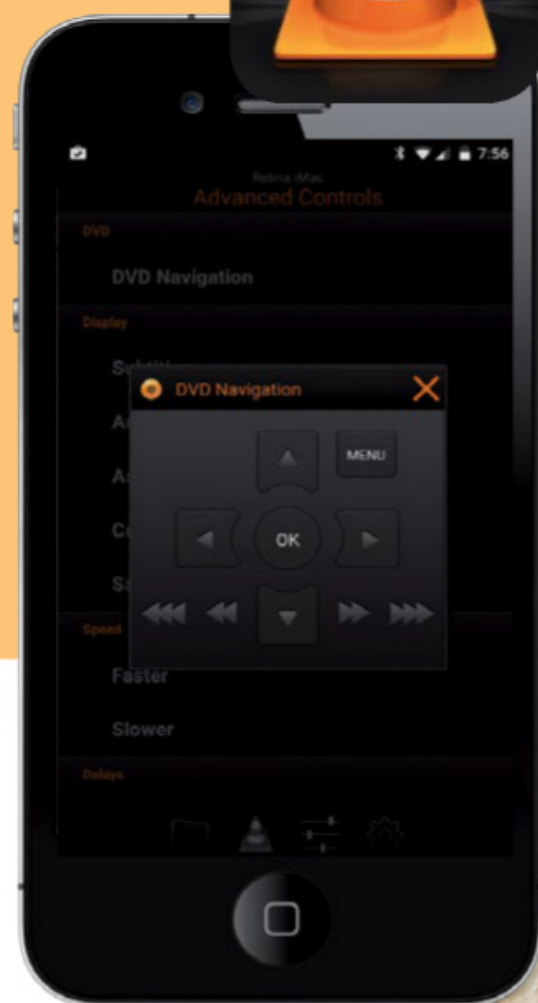 7:56
Retina iMac
Advanced Controls
DVD
DVD Navigation
Display
DVD Navigation
MENU
OK
Speed
Faster
Slower
Delays